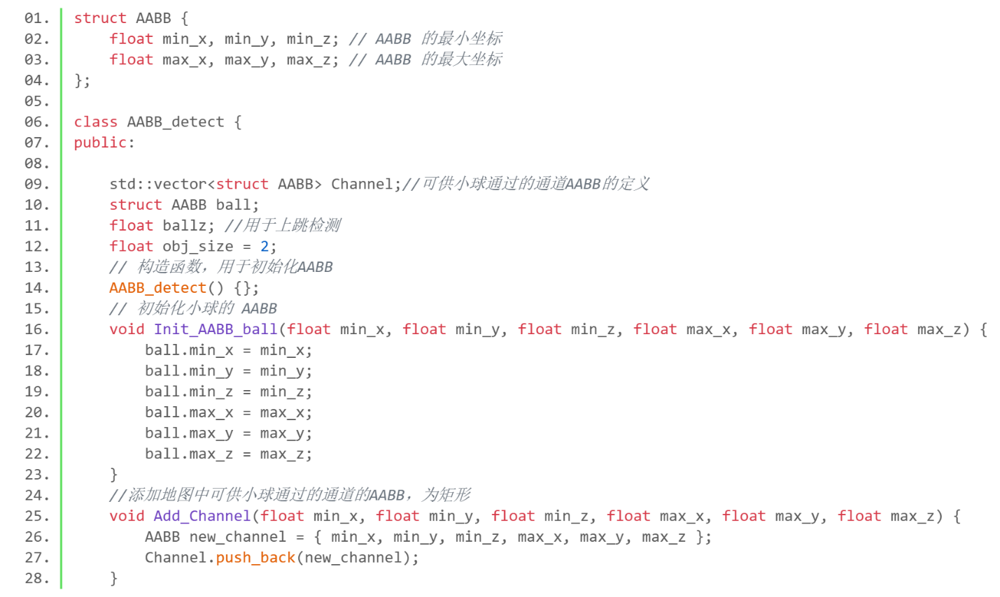 01. struct AABB {
02.     float min_x, min_y, min_z; // AABB 的最小坐标
03.     float max_x, max_y, max_z; // AABB 的最大坐标
04. };
05.
06. class AABB_detect {
07. public:
08.
09.     std::vector<struct AABB> Channel;//可供小球通过的通道AABB的定义
10.     struct AABB ball;
11.     float ballz; //用于上跳检测
12.     float obj_size = 2;
13.     // 构造函数，用于初始化AABB
14.     AABB_detect() {};
15.     // 初始化小球的 AABB
16.     void Init_AABB_ball(float min_x, float min_y, float min_z, float max_x, float max_y, float max_z) {
17.         ball.min_x = min_x;
18.         ball.min_y = min_y;
19.         ball.min_z = min_z;
20.         ball.max_x = max_x;
21.         ball.max_y = max_y;
22.         ball.max_z = max_z;
23.     }
24.     //添加地图中可供小球通过的通道的AABB，为矩形
25.     void Add_Channel(float min_x, float min_y, float min_z, float max_x, float max_y, float max_z) {
26.         AABB new_channel = { min_x, min_y, min_z, max_x, max_y, max_z };
27.         Channel.push_back(new_channel);
28.     }